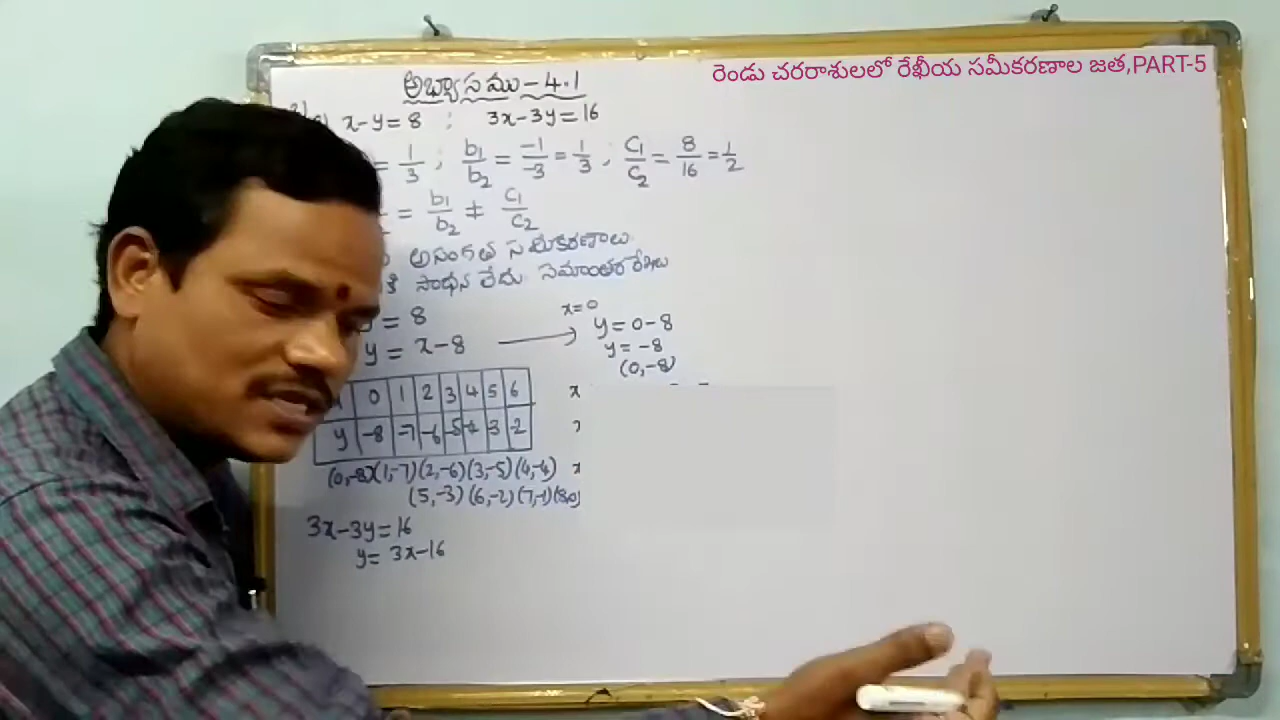 రెండు చరరాశులలో రేఖీయ సమీకరణాల జత,PART-5
అభ్యాసము - 4.1
x-y=8 ; 3x-3y=16
= 1/3 ; b₁/b₂ = -1/-3 = 1/3 ; c₁/c₂ = 8/16 = 1/2
= b₁/b₂ ≠ c₁/c₂
అసంగత సమీకరణాలు
సాధన లేదు సమాంతర రేఖలు
= 8
y = x-8 → x=0 y=0-8
y=-8
(0,-8)
0 1 2 3 4 5 6 x
y -8 -7 -6 -5 -3 -2
(0,-8)(1,-7)(2,-6)(3,-5)(4,-4) x
(5,-3)(6,-2)(7,-1)(8,0)
3x-3y=16
y= 3x-16